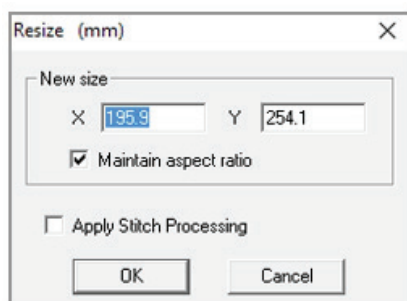 Resize (mm)
New size
X 195.9 Y 254.1
Maintain aspect ratio
Apply Stitch Processing
OK Cancel